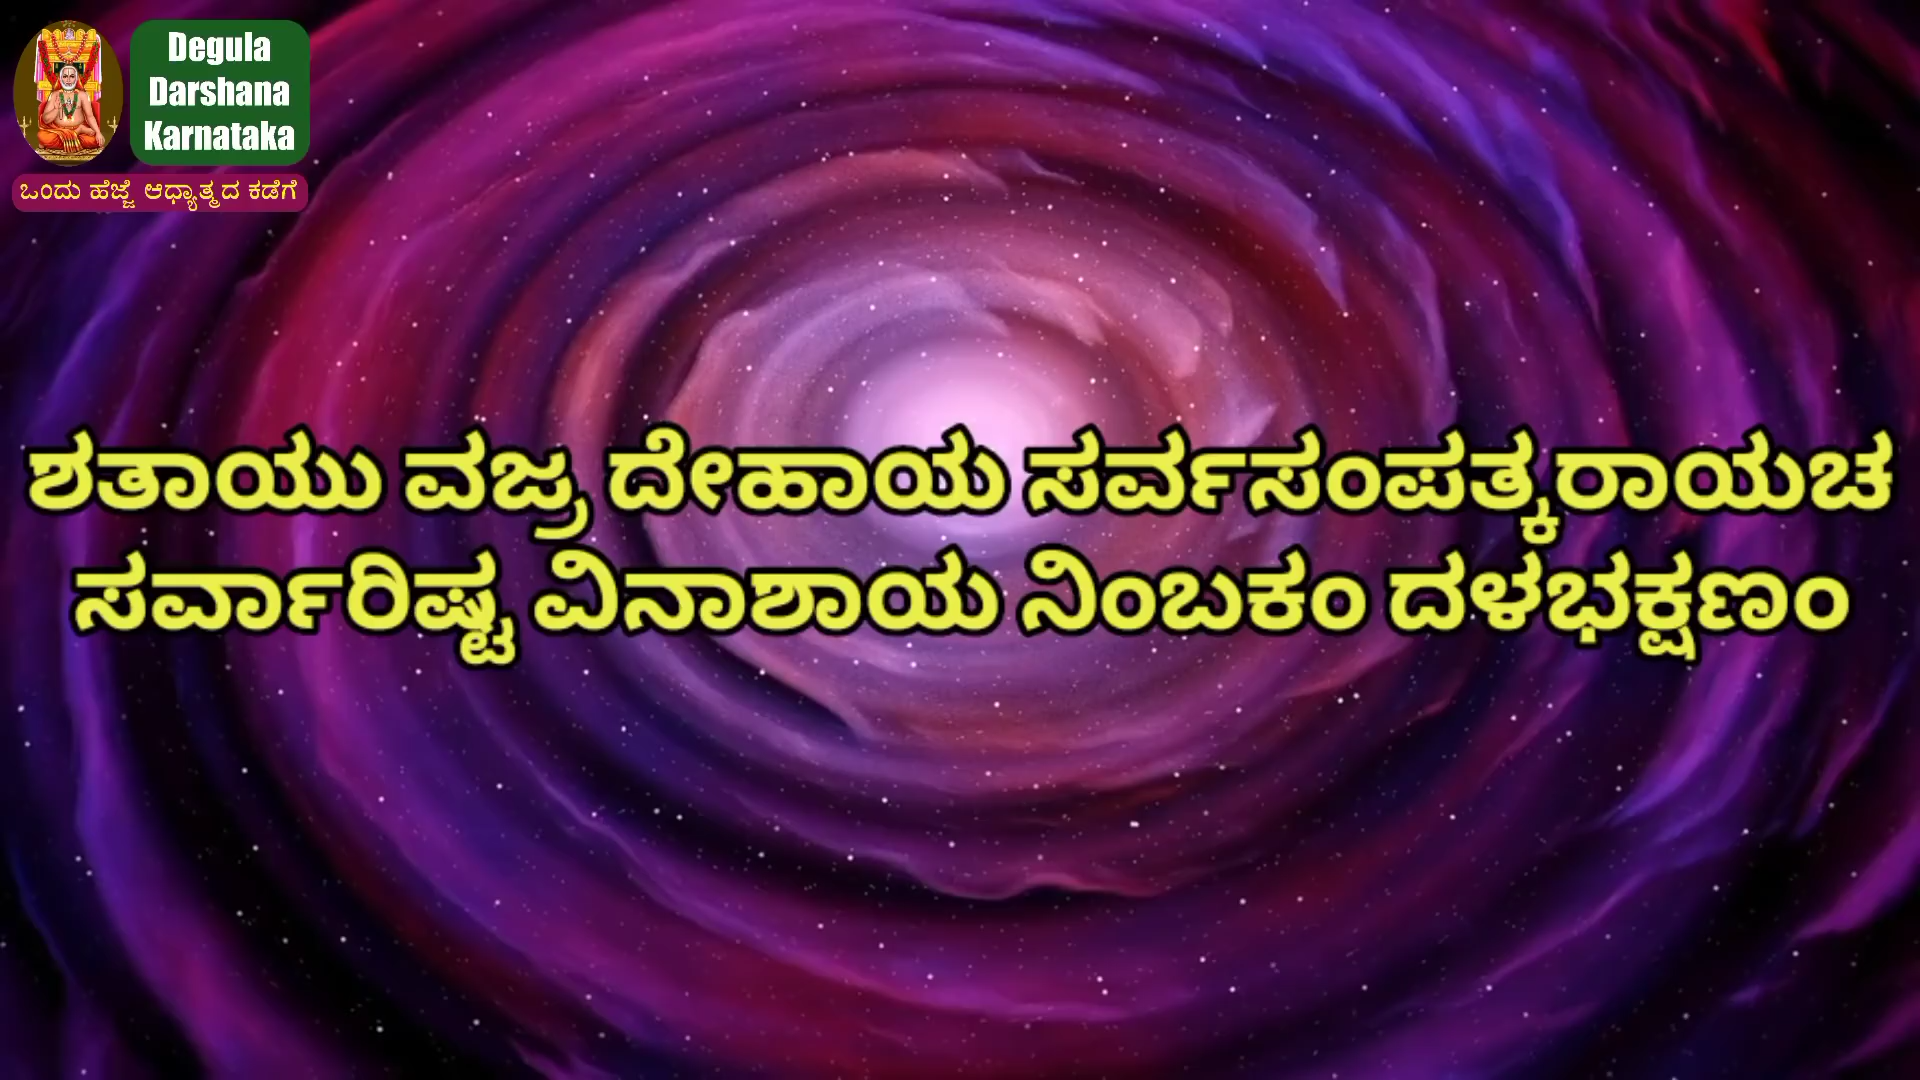 Degula
Darshana
Karnataka
ಒಂದು ಹೆಜ್ಜೆ ಆಧ್ಯಾತ್ಮದ ಕಡೆಗೆ
ಶತಾಯು ವಜ್ರ ದೇಹಾಯ ಸರ್ವಸಂಪತ್ಕರಾಯಚ
ಸರ್ವಾರಿಷ್ಟ ವಿನಾಶಾಯ ನಿಂಬಕಂ ದಳಭಕ್ಷಣಂ